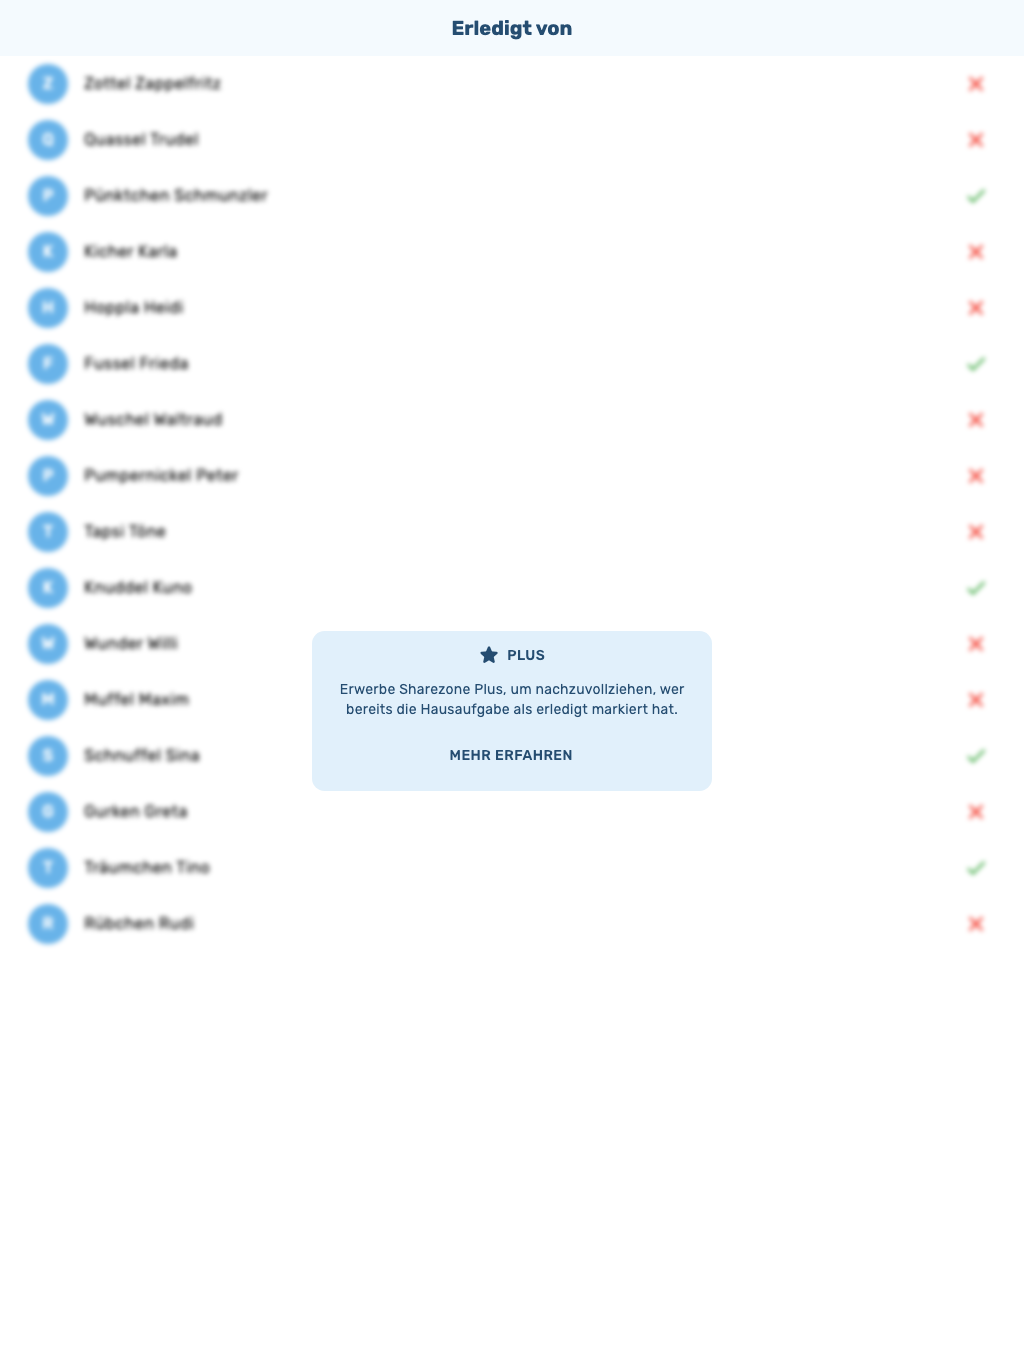 Erledigt von
Z Zottel Zappelfritz
Q Quassel Trudel
P Pünktchen Schmunzler
K Kicher Karla
H Hoppla Heidi
F Fussel Frieda
W Wuschel Waltraud
P Pumpernickel Peter
T Tapsi Töne
K Knuddel Kuno
W Wunder Willi
M Muffel Maxim
S Schnuffel Sina
G Gurken Greta
T Träumchen Tino
R Rübchen Rudi
PLUS
Erwerbe Sharezone Plus, um nachzuvollziehen, wer
bereits die Hausaufgabe als erledigt markiert hat.
MEHR ERFAHREN